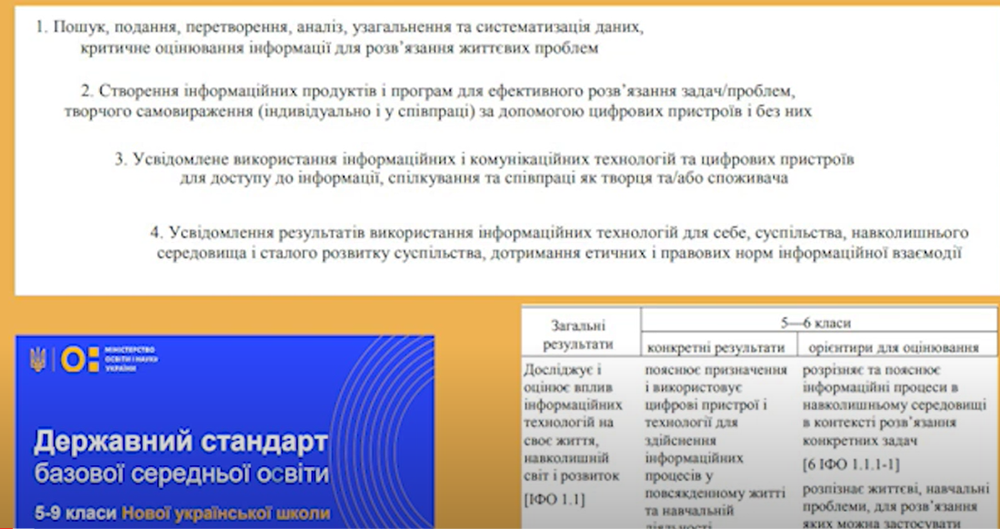 1. Пошук, подання, перетворення, аналіз, узагальнення та систематизація даних,
критичне оцінювання інформації для розв’язання життєвих проблем
2. Створення інформаційних продуктів і програм для ефективного розв’язання задач/проблем,
творчого самовираження (індивідуально і у співпраці) за допомогою цифрових пристроїв і без них
3. Усвідомлене використання інформаційних і комунікаційних технологій та цифрових пристроїв
для доступу до інформації, спілкування та співпраці як творця та/або споживача
4. Усвідомлення результатів використання інформаційних технологій для себе, суспільства, навколишнього
середовища і сталого розвитку суспільства, дотримання етичних і правових норм інформаційної взаємодії
МІНІСТЕРСТВО
ОСВІТИ І НАУКИ
УКРАЇНИ
Державний стандарт
базової середньої освіти
5-9 класи Нової української школи
Загальні
результати
5—6 класи
конкретні результати
орієнтири для оцінювання
Досліджує і
оцінює вплив
інформаційних
технологій на
своє життя,
навколишній
світ і розвиток
[ІФО 1.1]
пояснює призначення
і використовує
цифрові пристрої і
технології для
здійснення
інформаційних
процесів у
повсякденному житті
та навчальній
діяльності
розрізняє та пояснює
інформаційні процеси в
навколишньому середовищі
в контексті розв’язання
конкретних задач
[6 ІФО 1.1.1-1]
розпізнає життєві, навчальні
проблеми, для розв’язання
яких можна застосувати